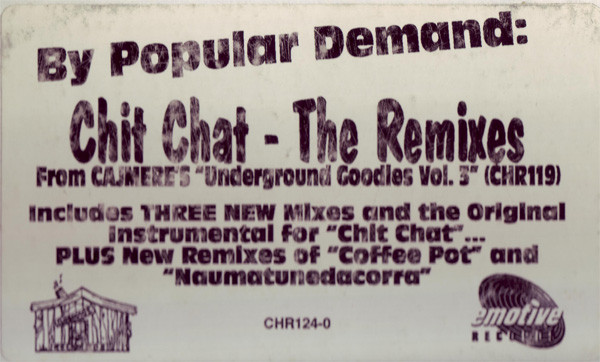 By Popular Demand:
Chit Chat - The Remixes
From CAJMERE'S "Underground Goodies Vol. 3" (CHR119)
Includes THREE NEW Mixes and the Original
Instrumental for "Chit Chat"...
PLUS New Remixes of "Coffee Pot" and
"Naumatunedacorra"
CHR124-0
emotive
RECORDS